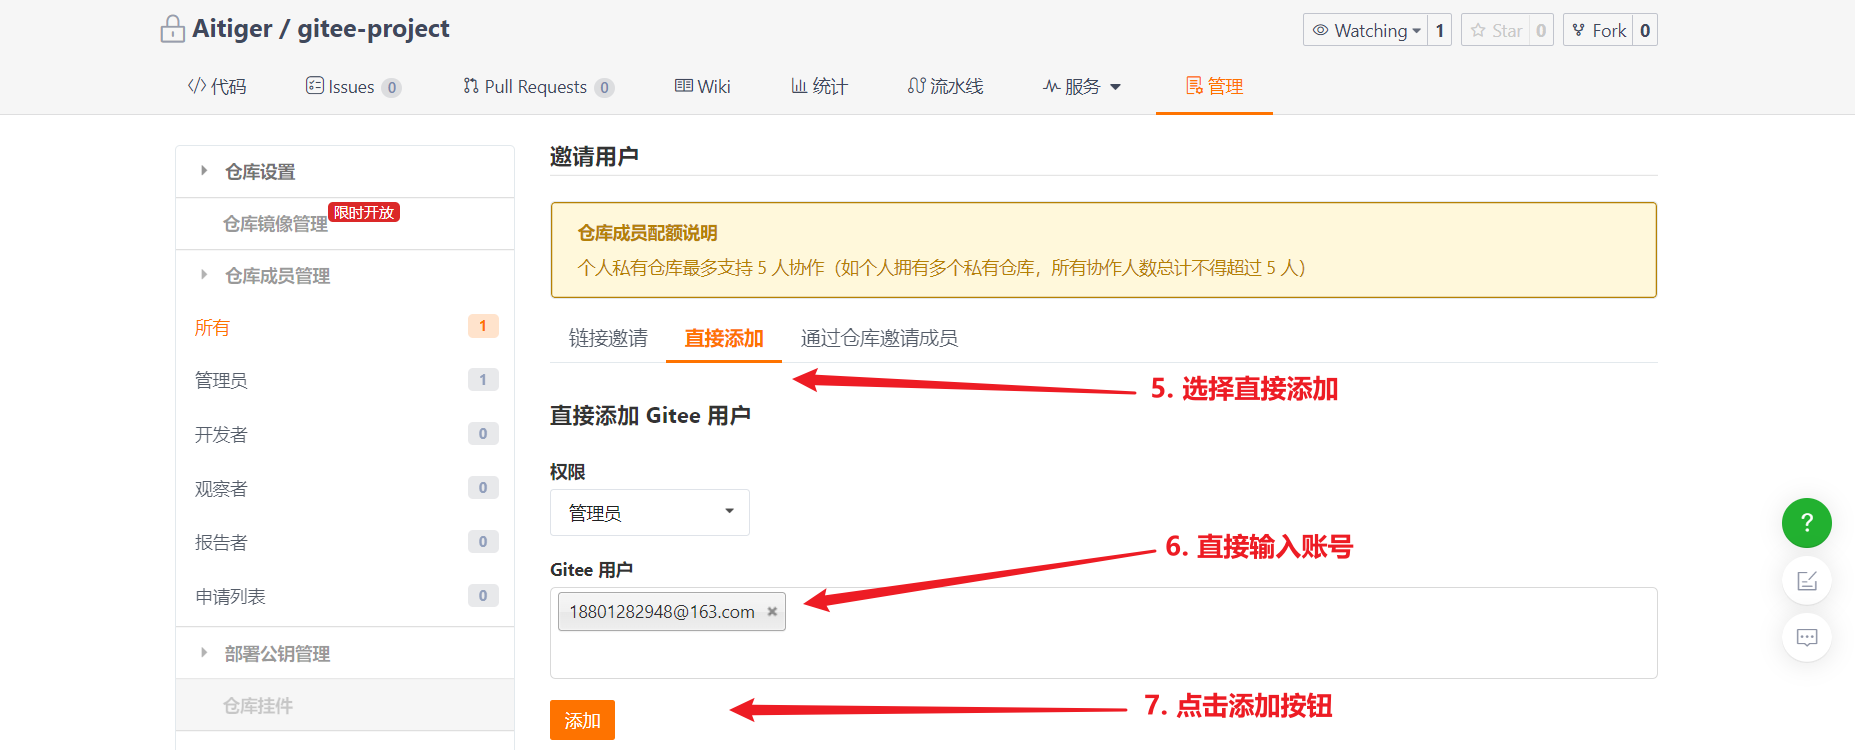 Aitiger / gitee-project
Watching 1
Star 0
Fork 0
代码
Issues 0
Pull Requests 0
Wiki
统计
流水线
服务
管理
仓库设置
仓库镜像管理
限时开放
仓库成员管理
所有 1
管理员 1
开发者 0
观察者 0
报告者 0
申请列表 0
部署公钥管理
仓库挂件
邀请用户
仓库成员配额说明
个人私有仓库最多支持 5 人协作（如个人拥有多个私有仓库，所有协作人数总计不得超过 5 人）
链接邀请
直接添加
通过仓库邀请成员
5. 选择直接添加
直接添加 Gitee 用户
权限
管理员
6. 直接输入账号
Gitee 用户
18801282948@163.com
7. 点击添加按钮
添加
?